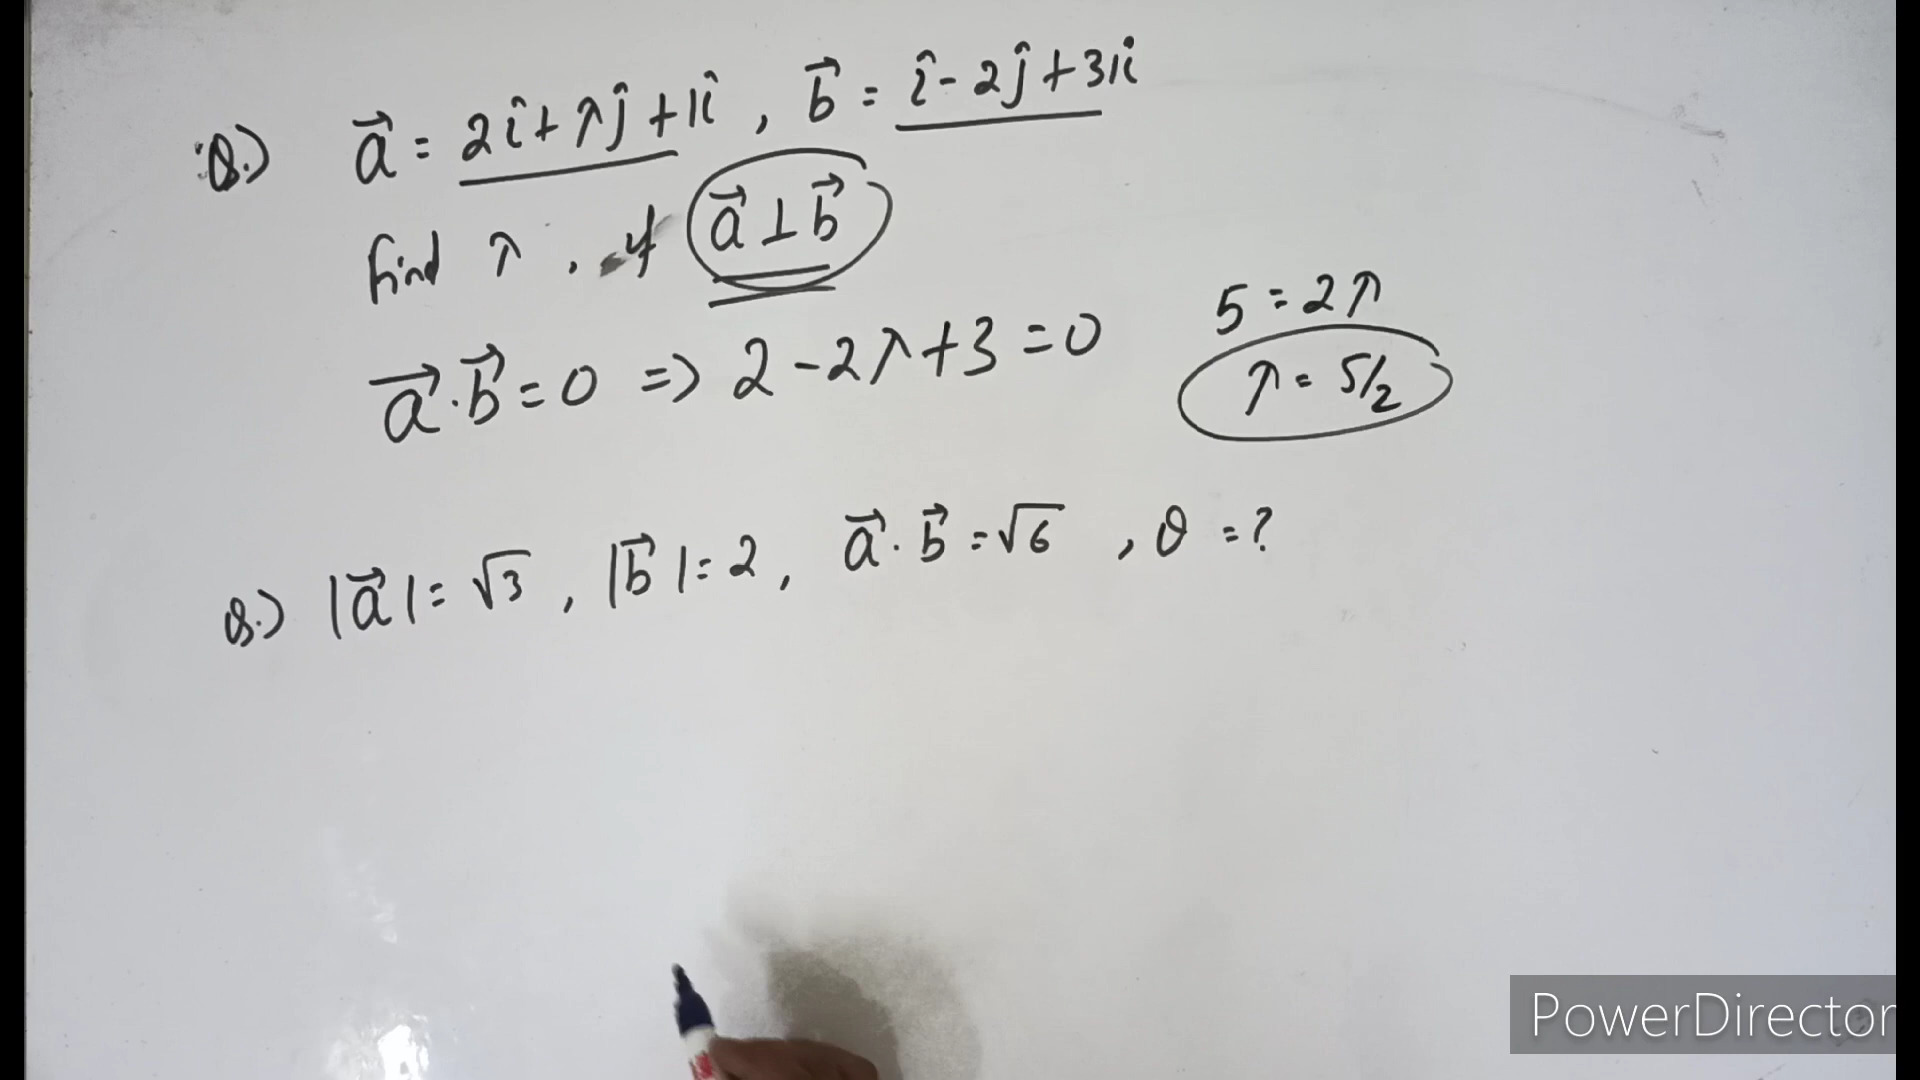 Q.) a⃗ = 2î + λĵ + k̂ , b⃗ = î - 2ĵ + 3k̂
find λ , if a⃗ ⊥ b⃗
a⃗ . b⃗ = 0 => 2 - 2λ + 3 = 0
5 = 2λ
λ = 5/2
Q.) |a⃗| = √3 , |b⃗| = 2 , a⃗ . b⃗ = √6 , θ = ?
PowerDirector